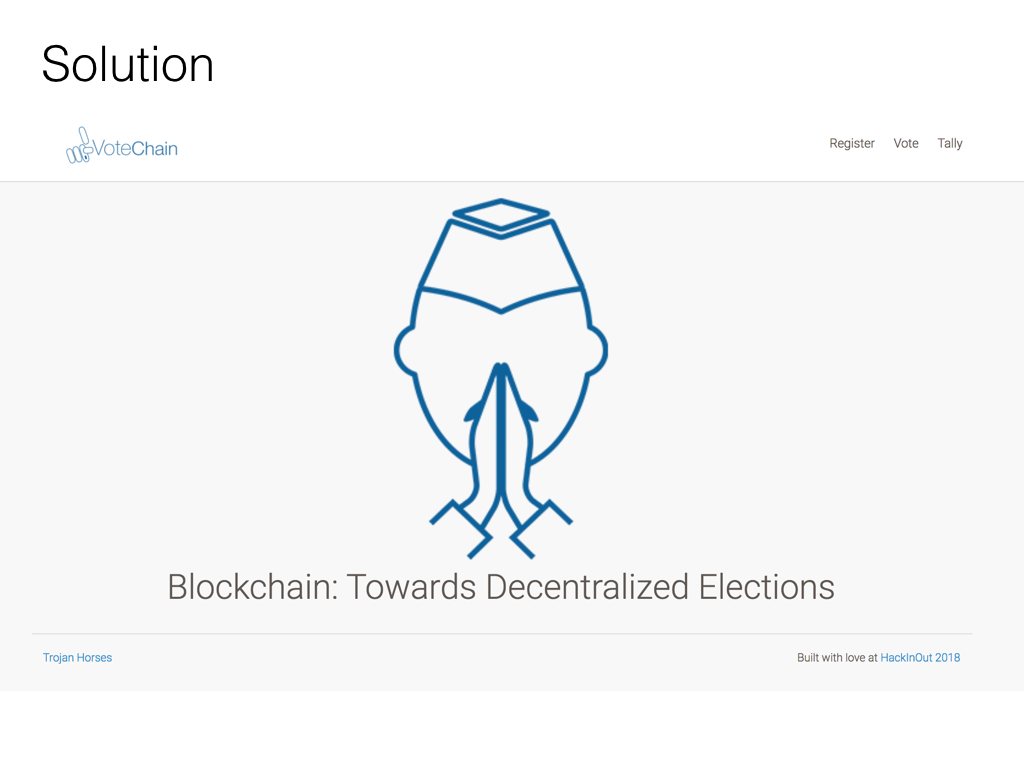 Solution
VoteChain
Register Vote Tally
Blockchain: Towards Decentralized Elections
Trojan Horses
Built with love at HackInOut 2018